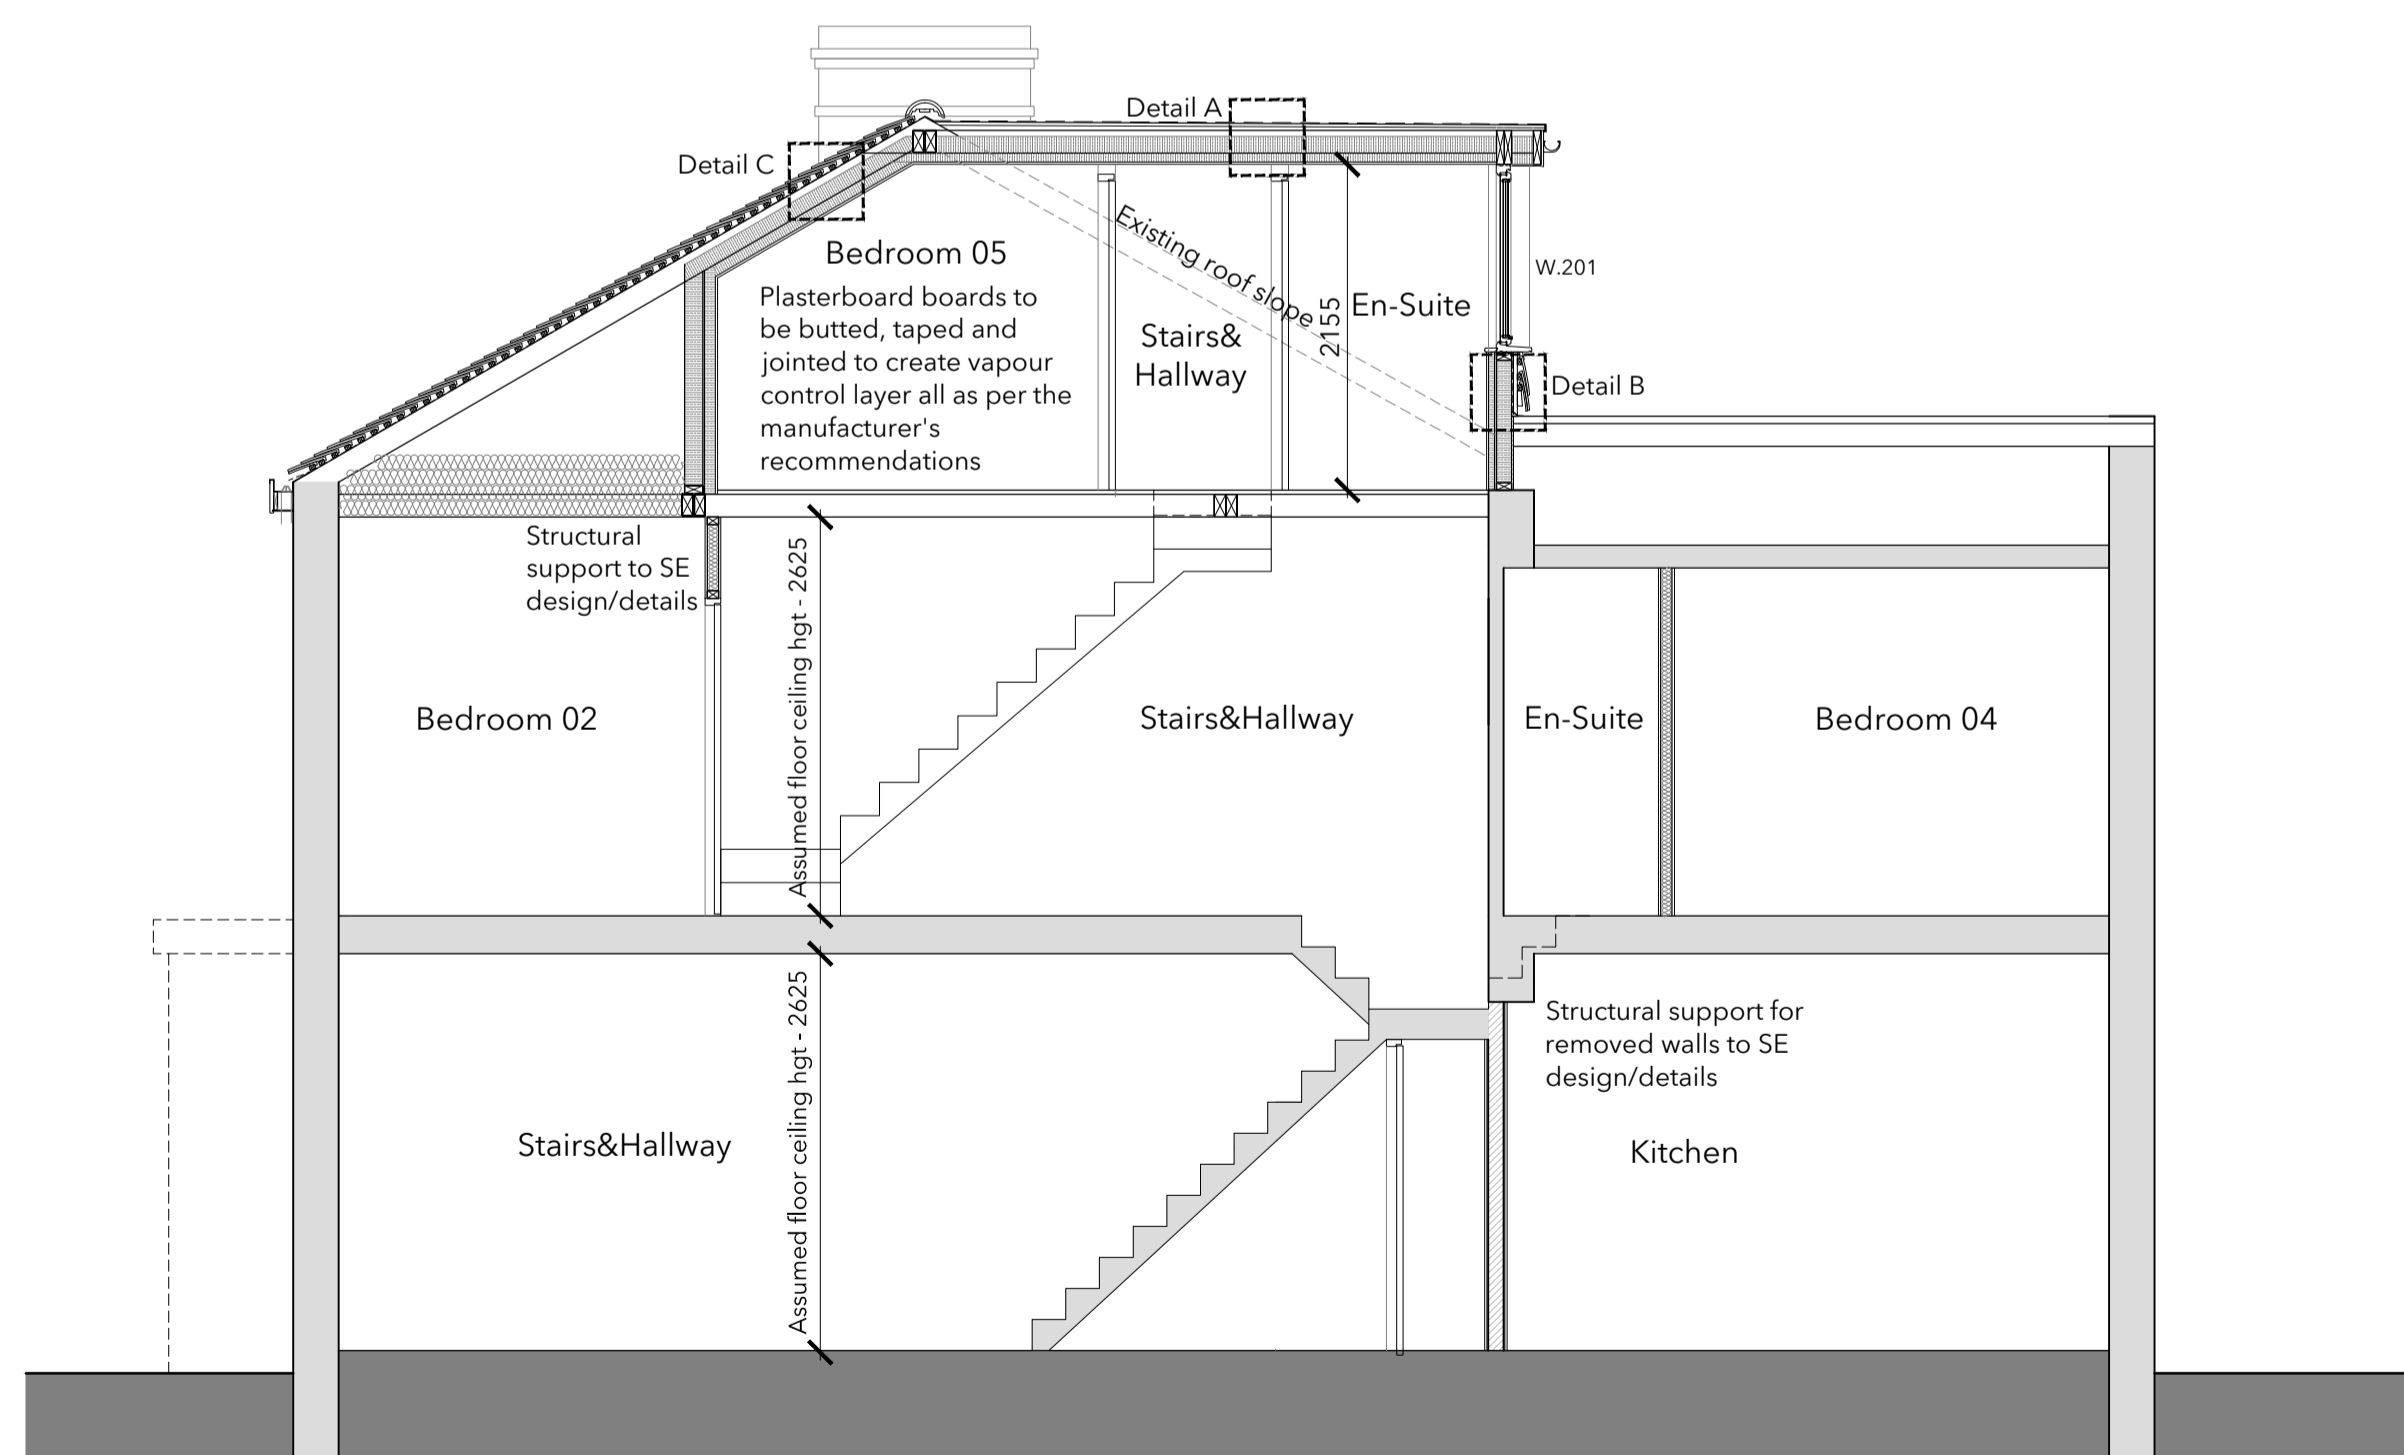 Detail A
Detail C
Existing roof slope
Bedroom 05
W.201
Plasterboard boards to
be butted, taped and
jointed to create vapour
control layer all as per the
manufacturer's
recommendations
Stairs&
Hallway
2155
En-Suite
Detail B
Structural
support to SE
design/details
Assumed floor ceiling hgt - 2625
Bedroom 02
Stairs&Hallway
En-Suite
Bedroom 04
Assumed floor ceiling hgt - 2625
Structural support for
removed walls to SE
design/details
Stairs&Hallway
Kitchen